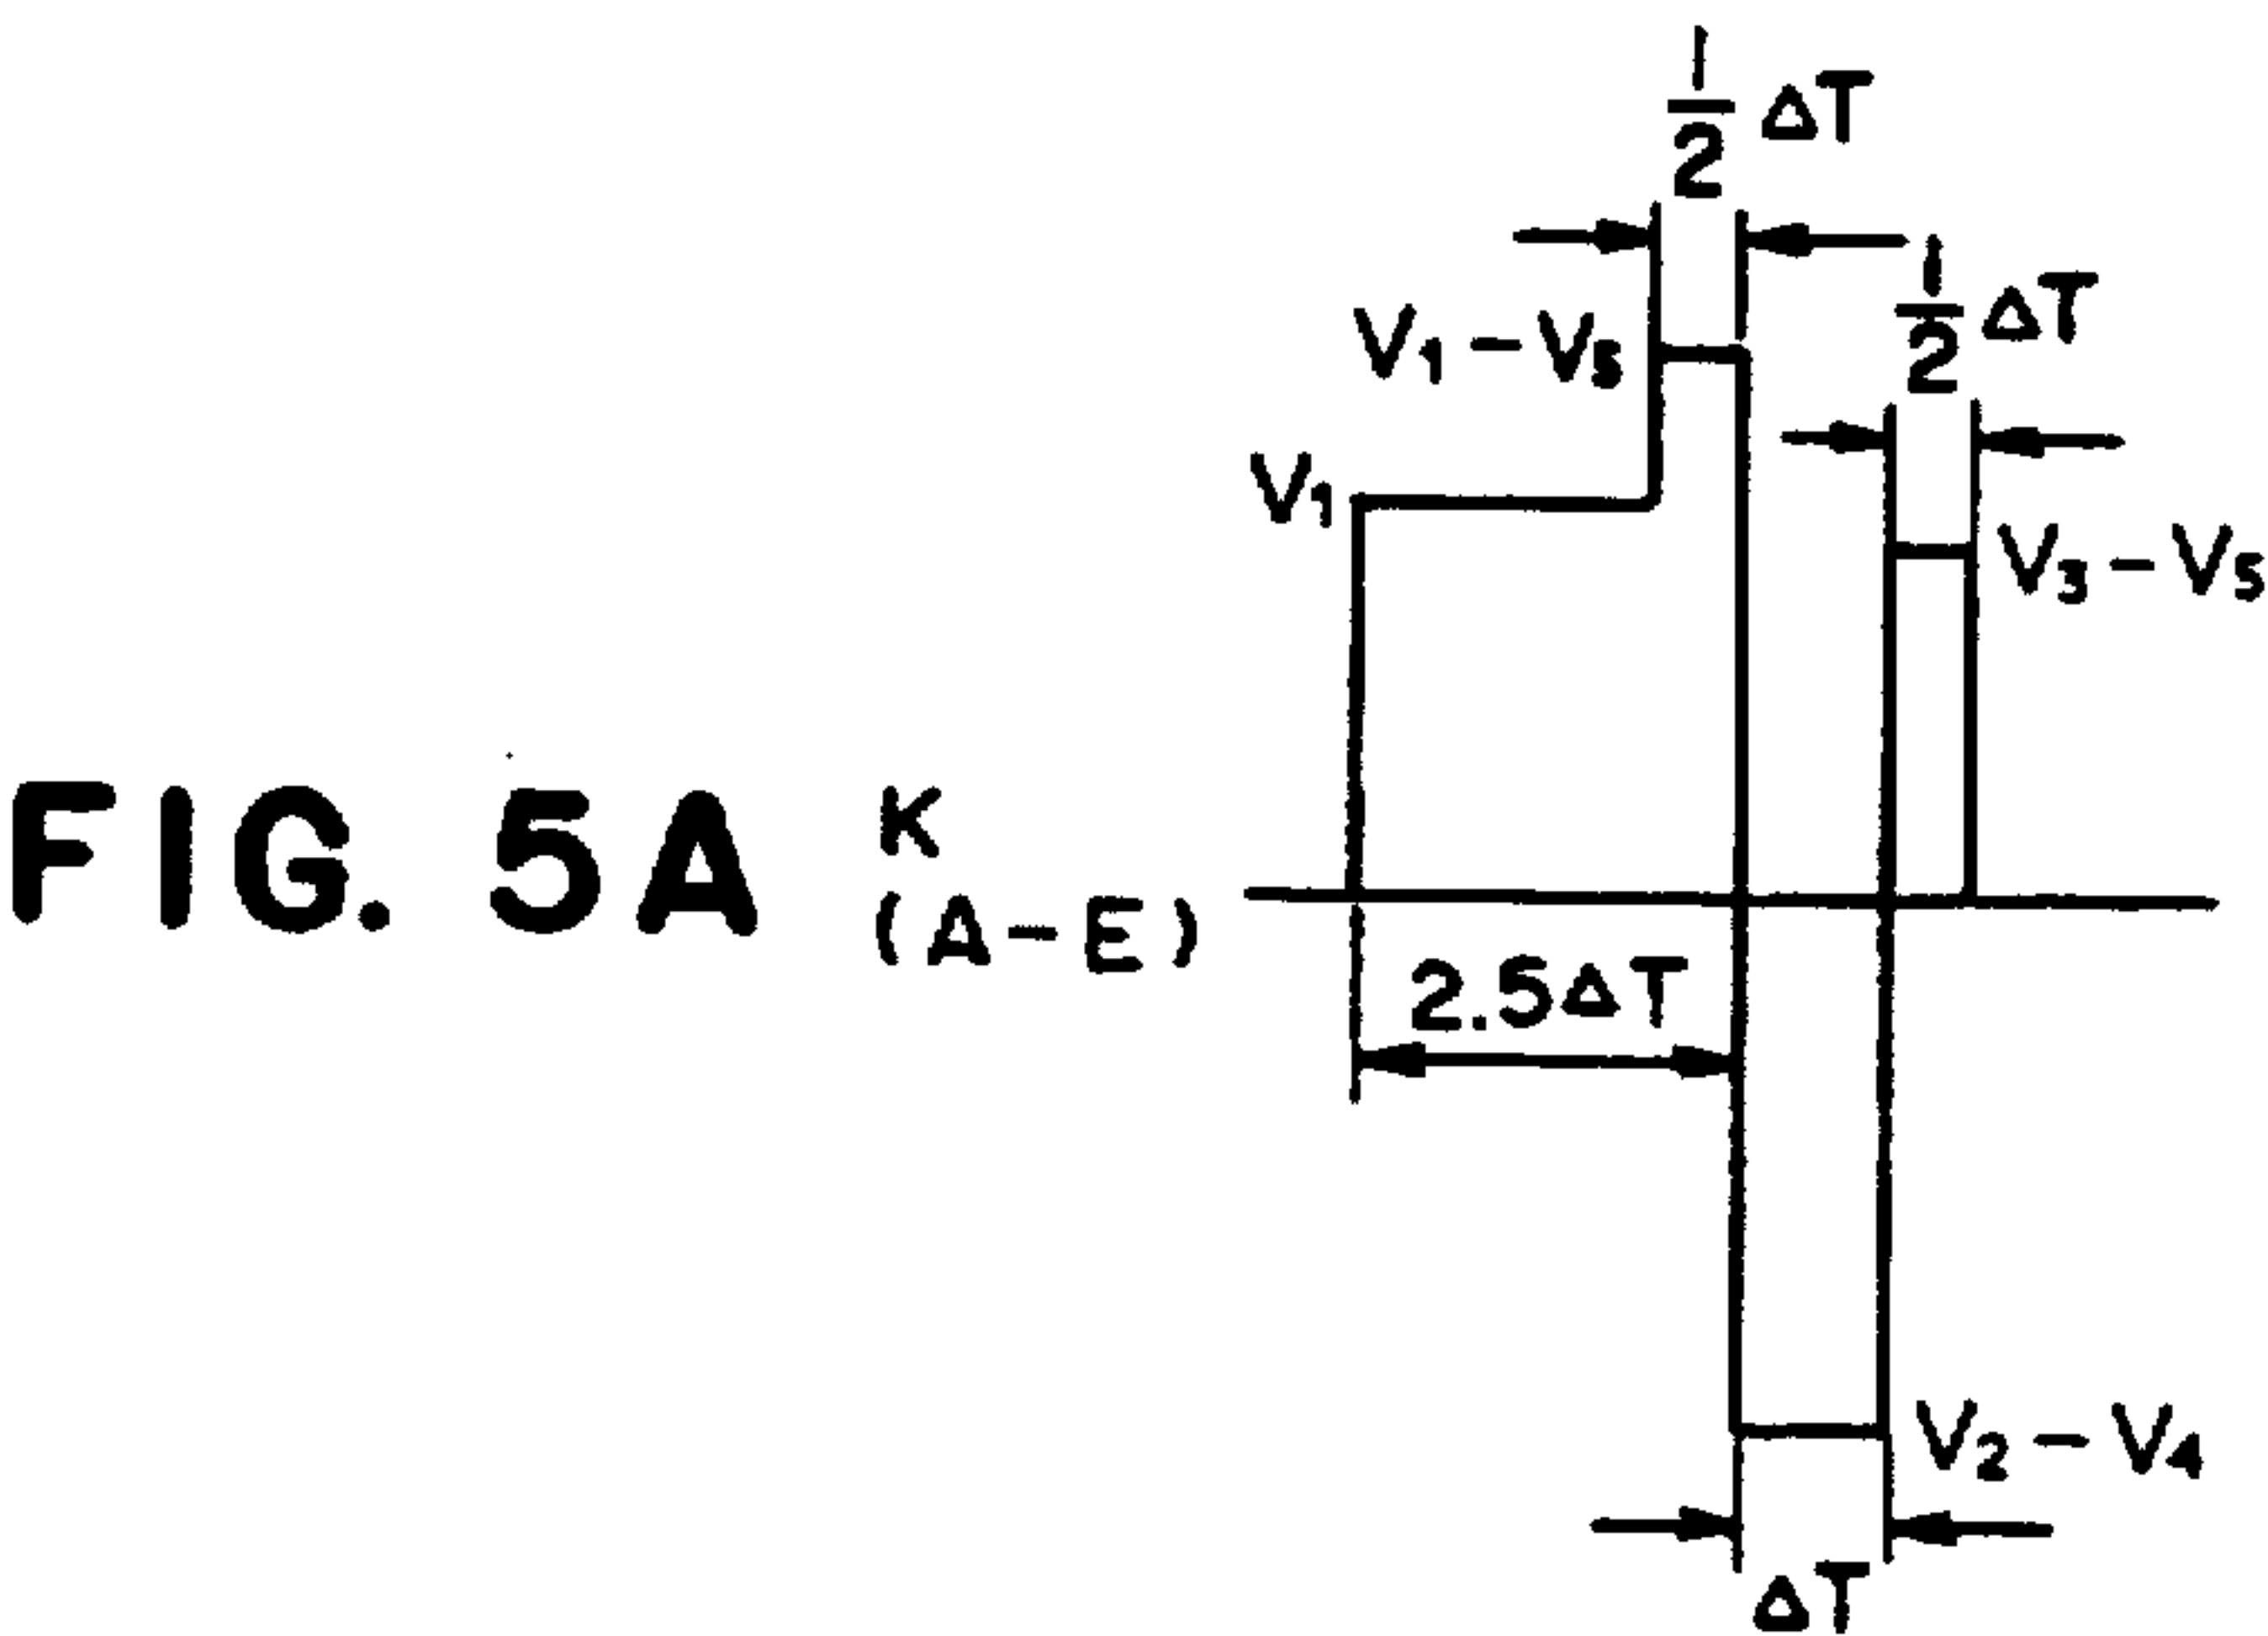 1/2 ΔT
1/2 ΔT
V1 - V5
V1
V3 - V5
FIG. 5A
K
(A-E)
2.5ΔT
V2 - V4
ΔT